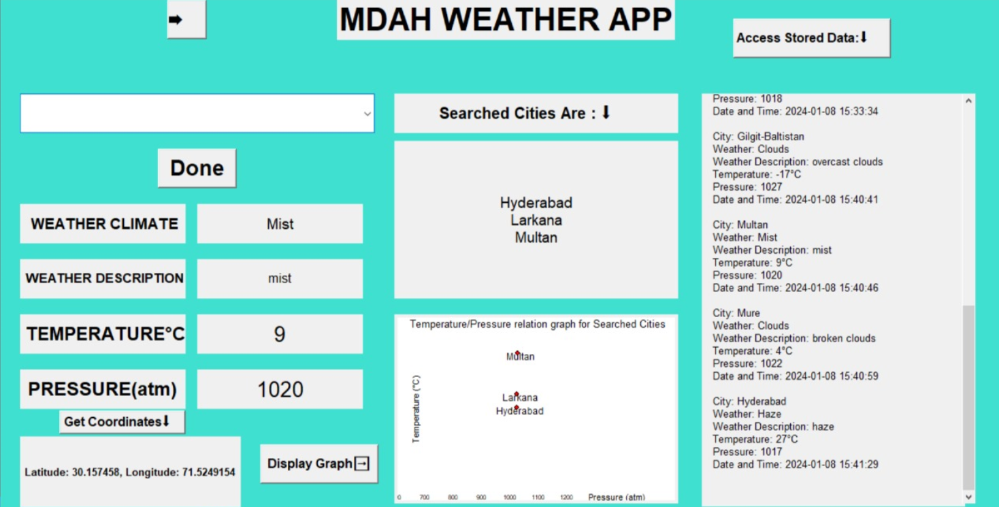 MDAH WEATHER APP
Access Stored Data:⬇
Searched Cities Are : ⬇
Done
WEATHER CLIMATE
Mist
WEATHER DESCRIPTION
mist
TEMPERATURE°C
9
PRESSURE(atm)
1020
Get Coordinates⬇
Latitude: 30.157458, Longitude: 71.5249154
Display Graph
Hyderabad
Larkana
Multan
Temperature/Pressure relation graph for Searched Cities
Multan
Larkana
Hyderabad
Temperature (°C)
0 700 800 900 1000 1100 1200 Pressure (atm)
Pressure: 1018
Date and Time: 2024-01-08 15:33:34
City: Gilgit-Baltistan
Weather: Clouds
Weather Description: overcast clouds
Temperature: -17°C
Pressure: 1027
Date and Time: 2024-01-08 15:40:41
City: Multan
Weather: Mist
Weather Description: mist
Temperature: 9°C
Pressure: 1020
Date and Time: 2024-01-08 15:40:46
City: Mure
Weather: Clouds
Weather Description: broken clouds
Temperature: 4°C
Pressure: 1022
Date and Time: 2024-01-08 15:40:59
City: Hyderabad
Weather: Haze
Weather Description: haze
Temperature: 27°C
Pressure: 1017
Date and Time: 2024-01-08 15:41:29